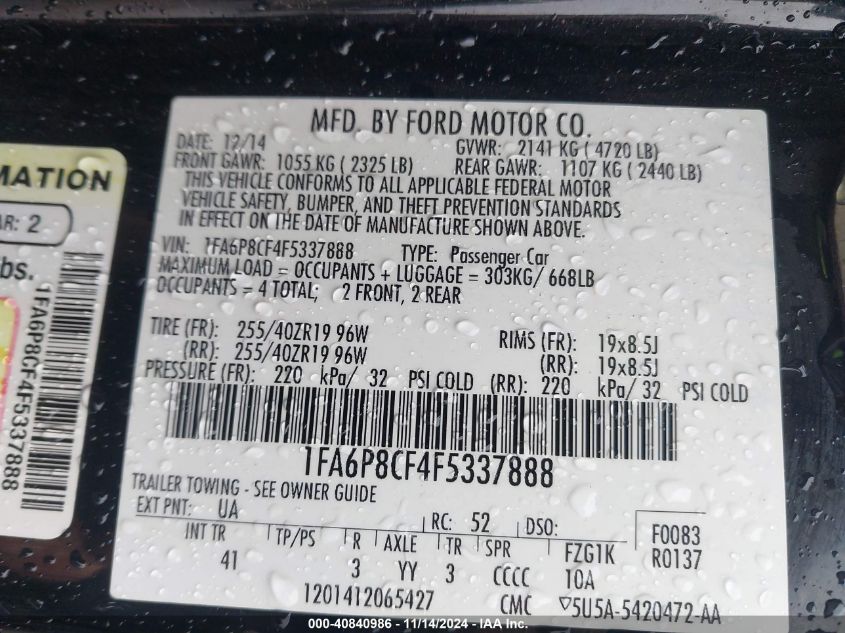 MFD. BY FORD MOTOR CO.
DATE: 12/14 GVWR: 2141 KG ( 4720 LB)
FRONT GAWR: 1055 KG ( 2325 LB) REAR GAWR: 1107 KG ( 2440 LB)
THIS VEHICLE CONFORMS TO ALL APPLICABLE FEDERAL MOTOR
VEHICLE SAFETY, BUMPER, AND THEFT PREVENTION STANDARDS
IN EFFECT ON THE DATE OF MANUFACTURE SHOWN ABOVE.
VIN: 1FA6P8CF4F5337888 TYPE: Passenger Car
MAXIMUM LOAD = OCCUPANTS + LUGGAGE = 303KG/ 668LB
OCCUPANTS = 4 TOTAL; 2 FRONT, 2 REAR
TIRE (FR): 255/40ZR19 96W RIMS (FR): 19x8.5J
(RR): 255/40ZR19 96W (RR): 19x8.5J
PRESSURE (FR): 220 kPa/ 32 PSI COLD (RR): 220 kPa/ 32 PSI COLD
1FA6P8CF4F5337888
TRAILER TOWING - SEE OWNER GUIDE
EXT PNT: UA RC: 52 DSO: F0083
INT TR TP/PS R AXLE TR SPR FZG1K R0137
41 3 YY 3 CCCC 10A
1201412065427 CMC 5U5A-5420472-AA
MATION
AR: 2
bs.
1FA6P8CF4F5337888
000-40840986 - 11/14/2024 - WWW.IAAI.COM